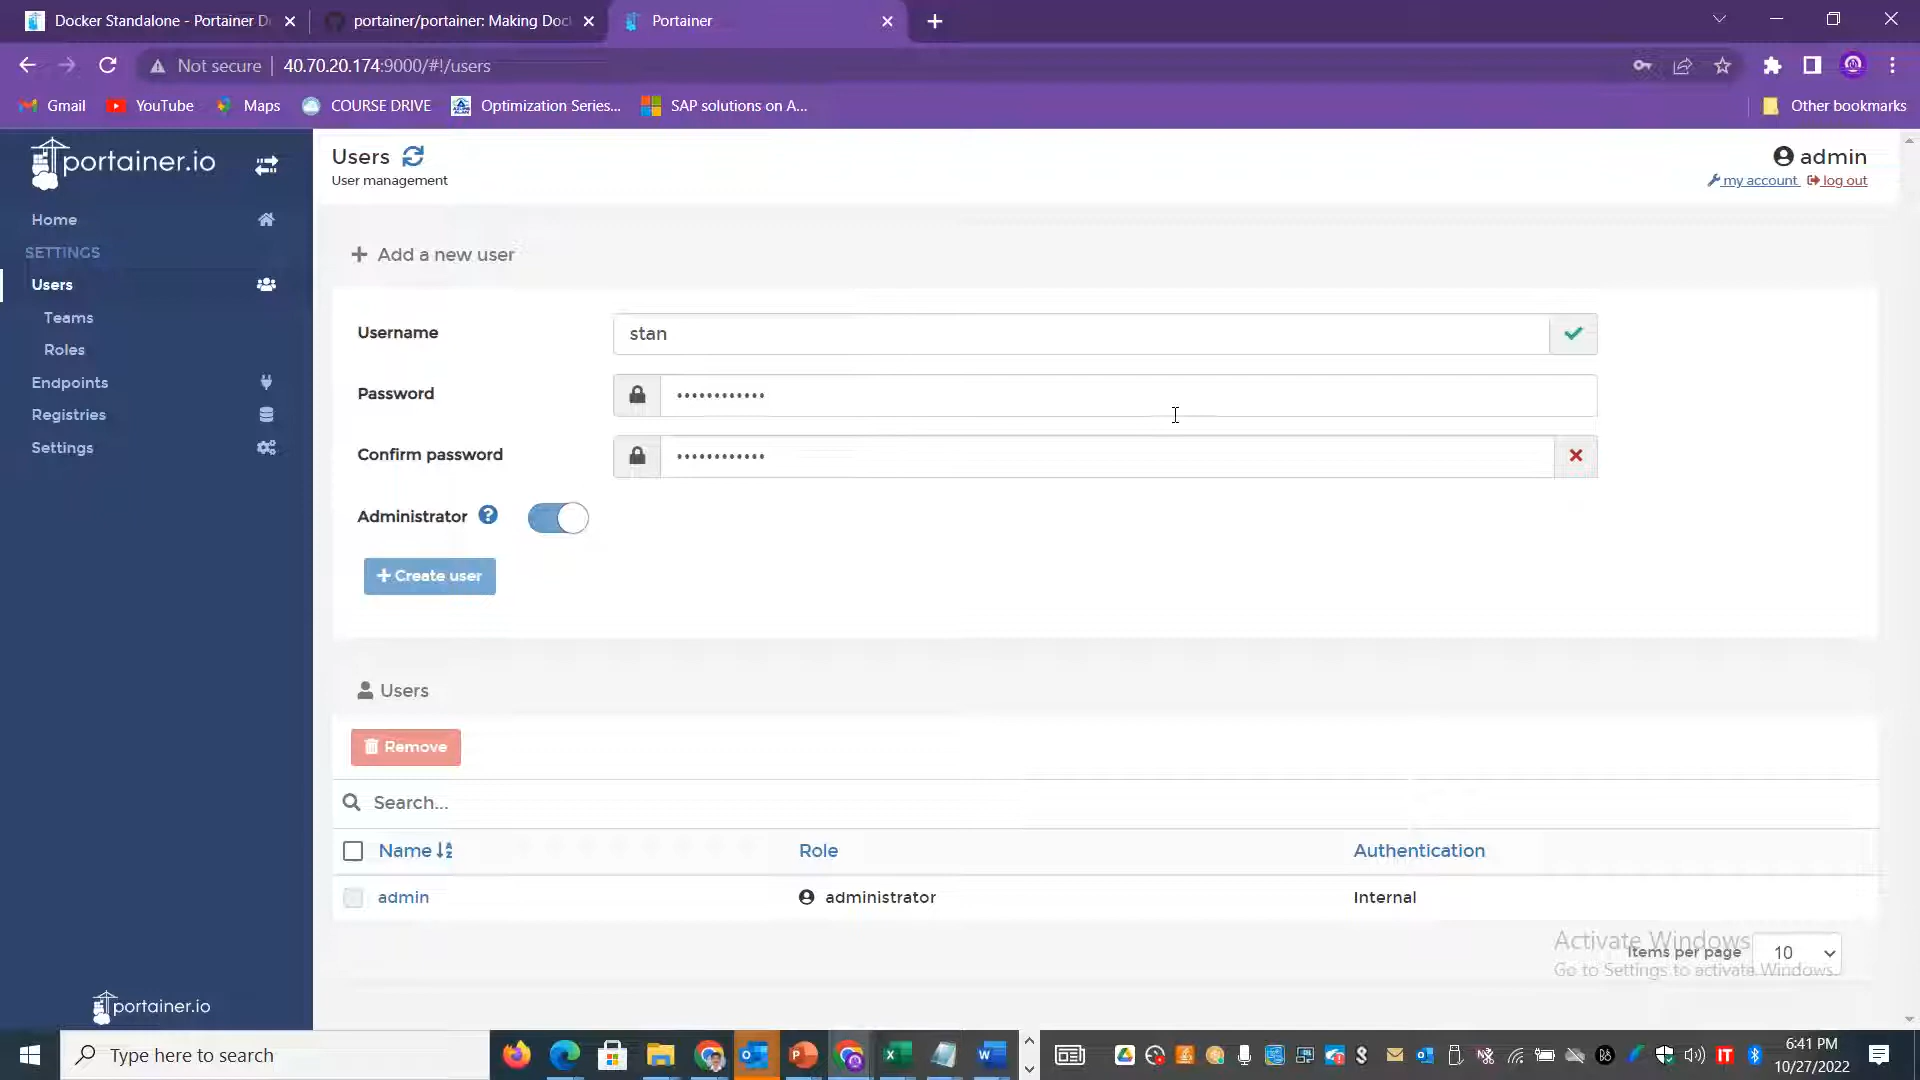 Docker Standalone - Portainer D
portainer/portainer: Making Doc
Portainer
Not secure
40.70.20.174:9000/#!/users
Gmail
YouTube
Maps
COURSE DRIVE
Optimization Series...
SAP solutions on A...
Other bookmarks
portainer.io
Home
SETTINGS
Users
Teams
Roles
Endpoints
Registries
Settings
portainer.io
Users
User management
admin
my account
log out
Add a new user
Username
stan
Password
••••••••••••
Confirm password
••••••••••••
Administrator
Create user
Users
Remove
Search...
Name
Role
Authentication
admin
administrator
Internal
Items per page
10
Activate Windows
Go to Settings to activate Windows.
Type here to search
6:41 PM
10/27/2022